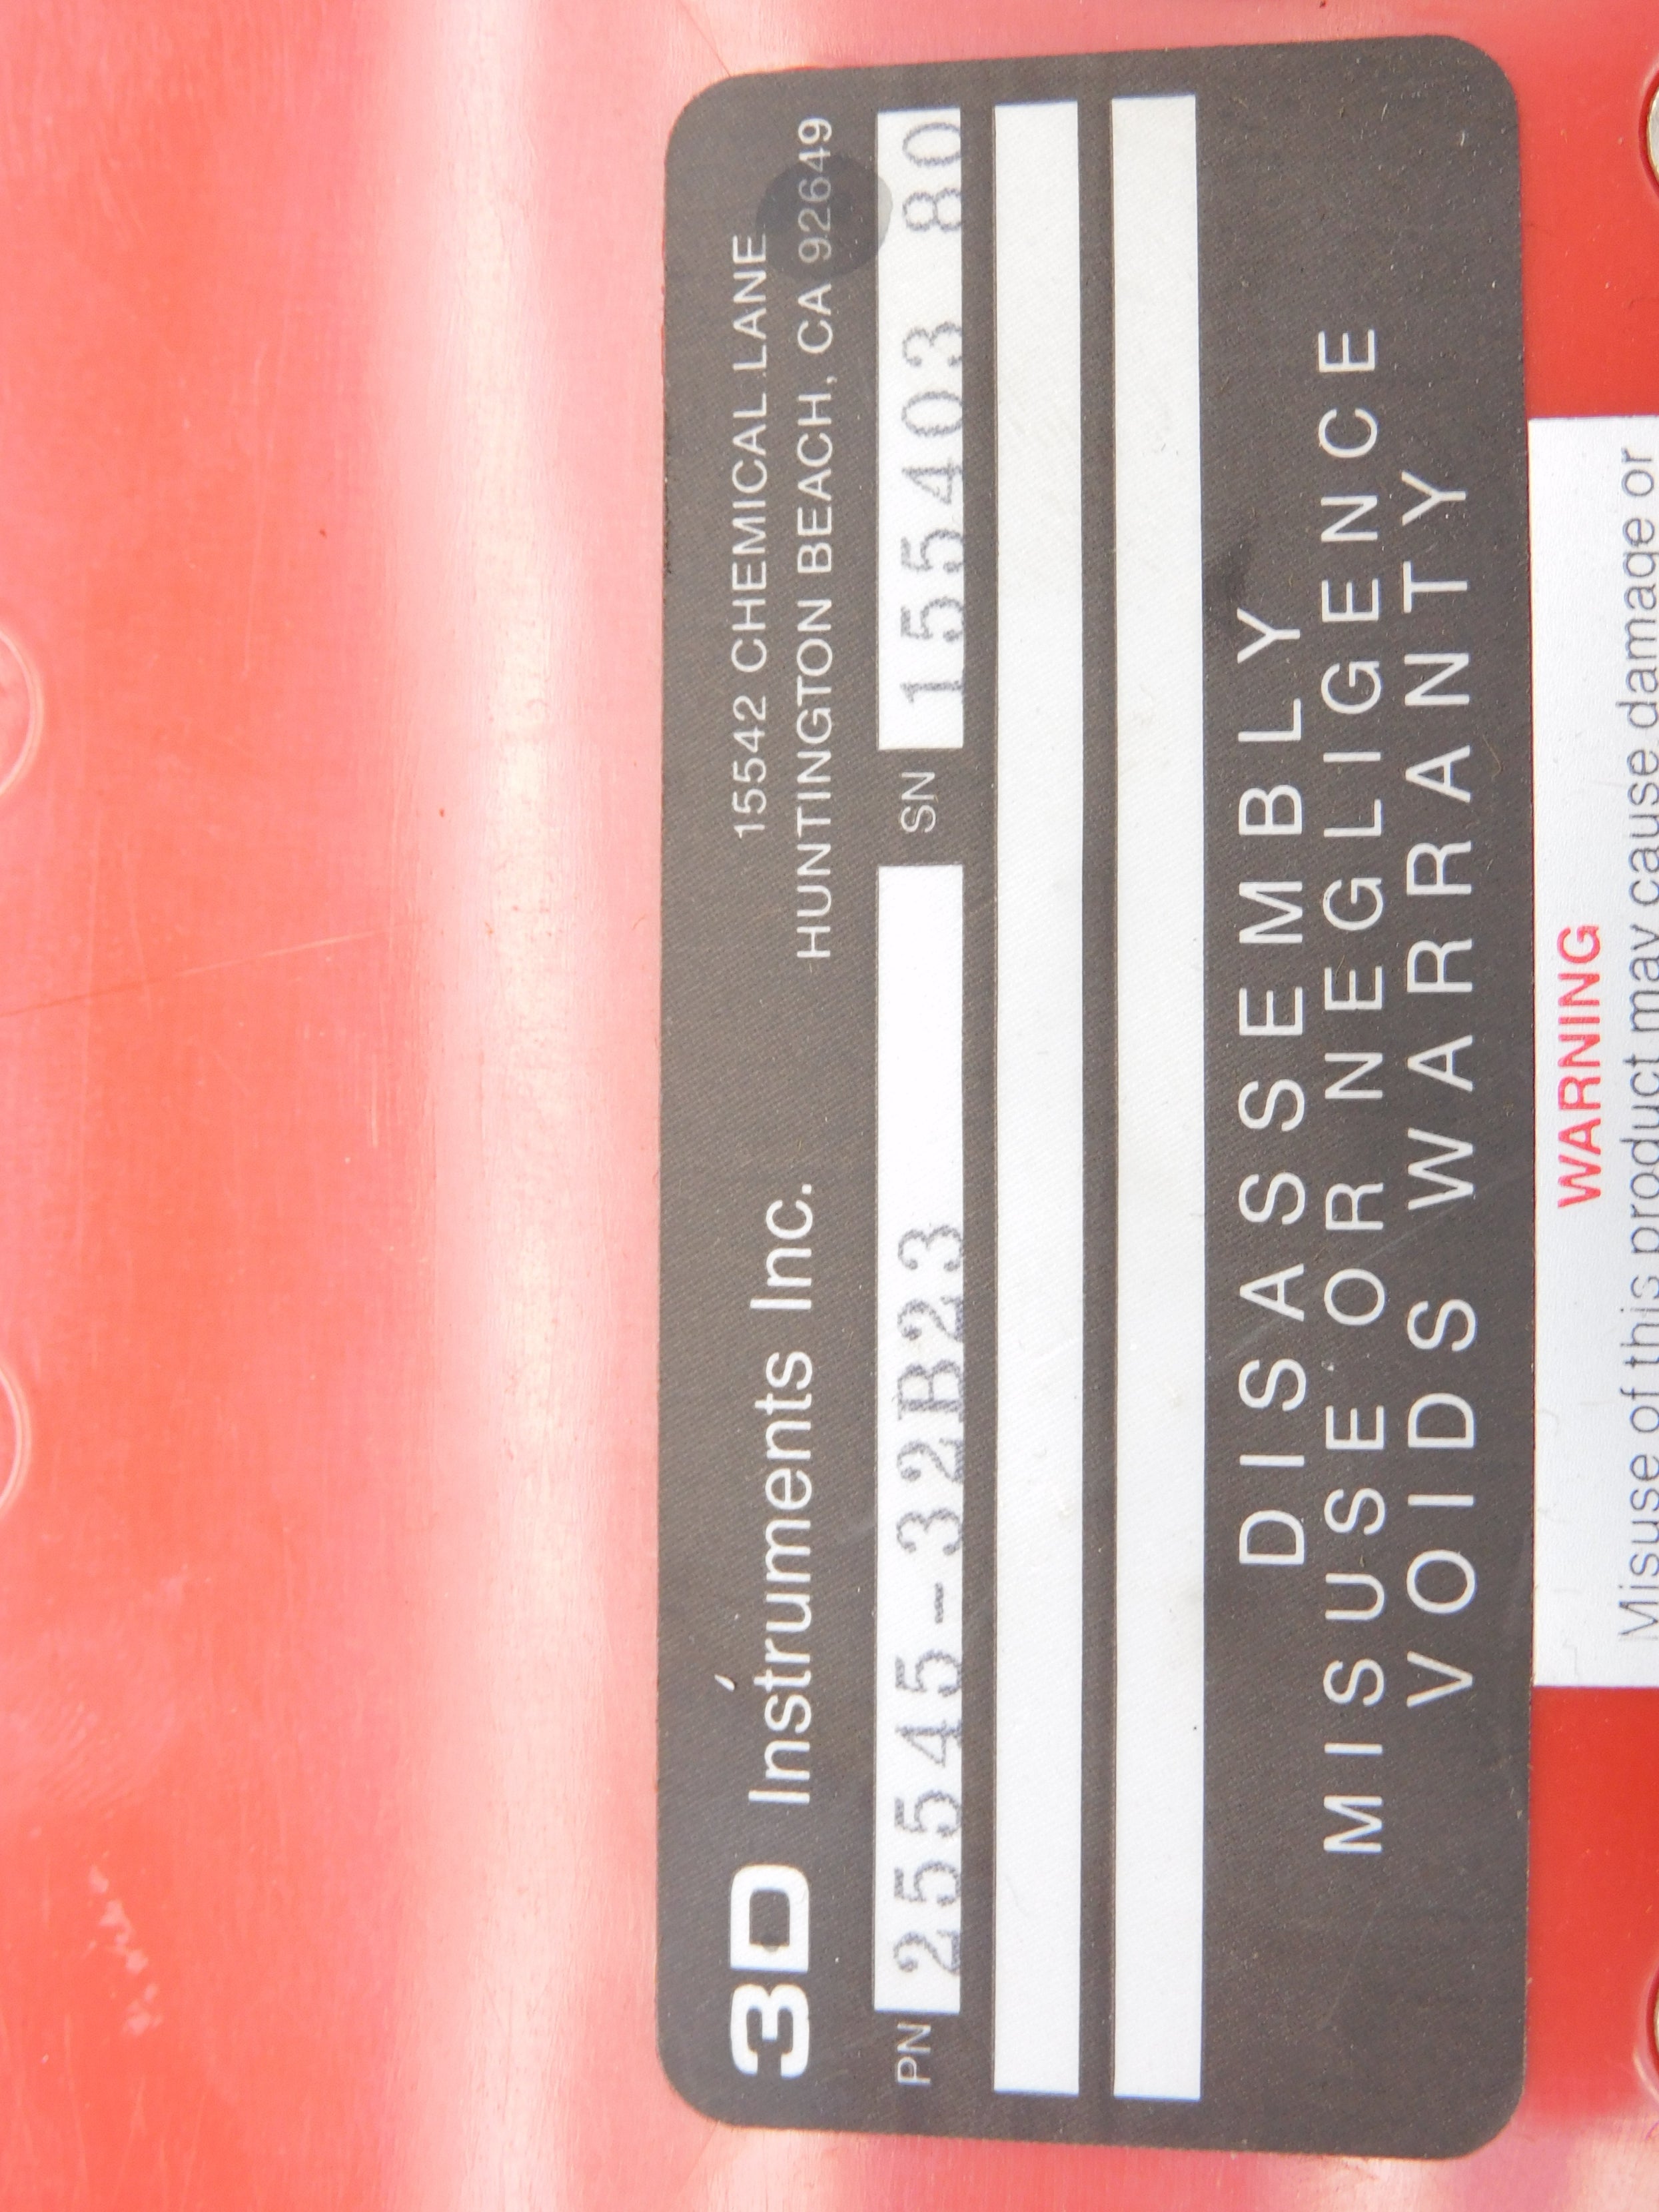 3D Instruments Inc.
15542 CHEMICAL LANE
HUNTINGTON BEACH, CA 92649
PN 25545-32B23 SN 155403 80
DISASSEMBLY
MISUSE OR NEGLIGENCE
VOIDS WARRANTY
WARNING
Misuse of this product may cause damage or